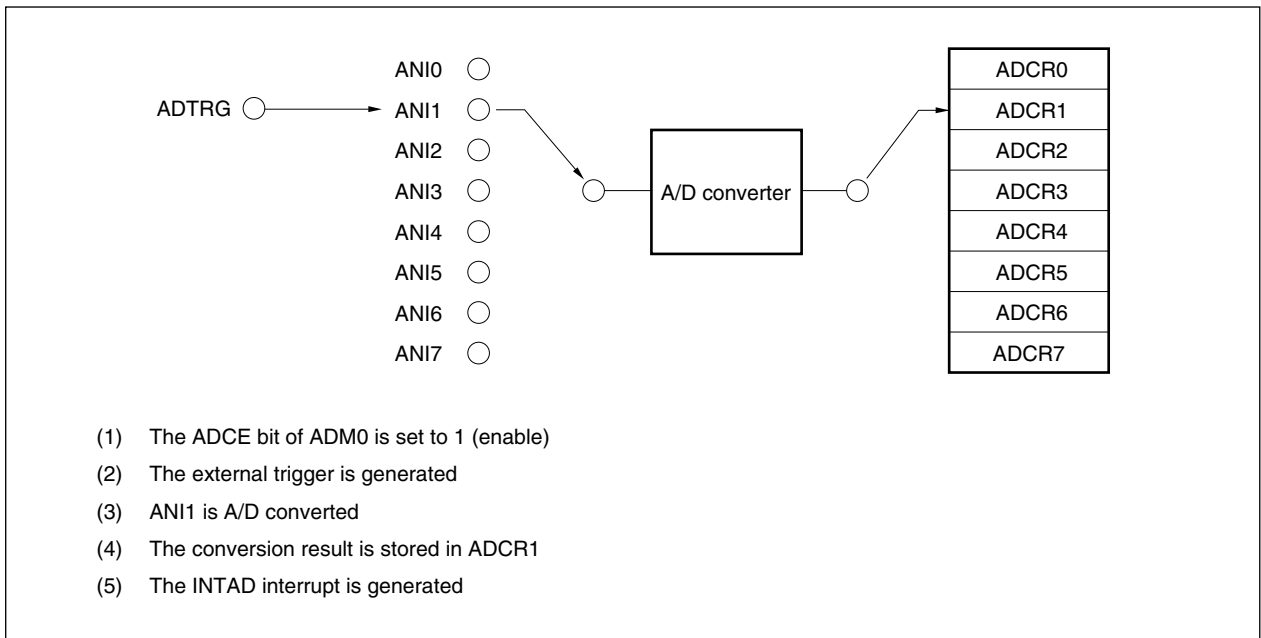 ANI0
ADTRG
ANI1
ANI2
ANI3
ANI4
ANI5
ANI6
ANI7
A/D converter
ADCR0
ADCR1
ADCR2
ADCR3
ADCR4
ADCR5
ADCR6
ADCR7
(1) The ADCE bit of ADM0 is set to 1 (enable)
(2) The external trigger is generated
(3) ANI1 is A/D converted
(4) The conversion result is stored in ADCR1
(5) The INTAD interrupt is generated